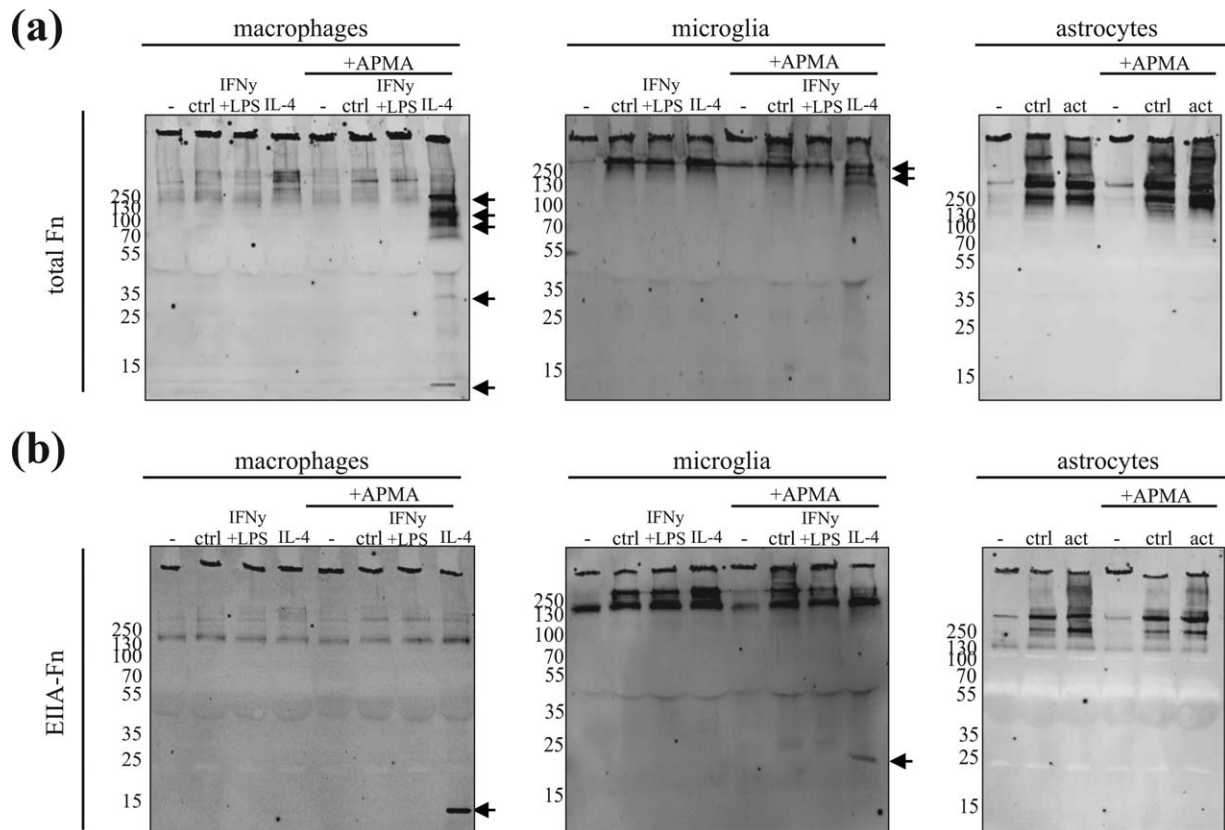 (a)
macrophages
+APMA
IFNy IFNy
- ctrl +LPS IL-4 - ctrl +LPS IL-4
250
130
100
70
55
35
25
15
total Fn
microglia
+APMA
IFNy IFNy
- ctrl +LPS IL-4 - ctrl +LPS IL-4
250
130
100
70
55
35
25
15
astrocytes
+APMA
- ctrl act - ctrl act
250
130
100
70
55
35
25
15
(b)
macrophages
+APMA
IFNy IFNy
- ctrl +LPS IL-4 - ctrl +LPS IL-4
250
130
100
70
55
35
25
15
EIIA-Fn
microglia
+APMA
IFNy IFNy
- ctrl +LPS IL-4 - ctrl +LPS IL-4
250
130
100
70
55
35
25
15
astrocytes
+APMA
- ctrl act - ctrl act
250
130
100
70
55
35
25
15